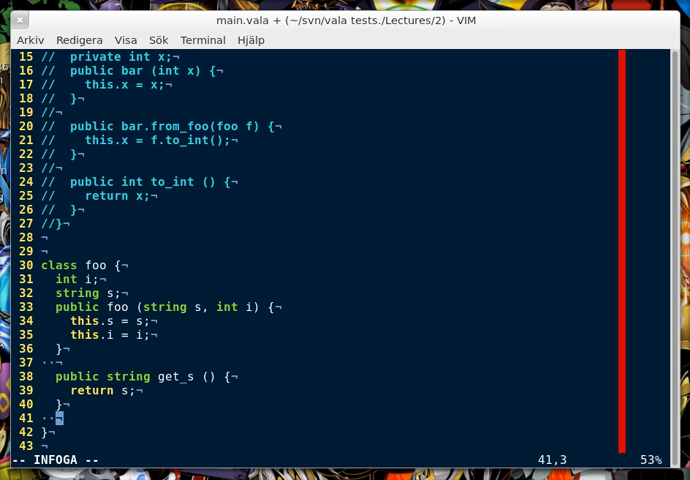 main.vala + (~/svn/vala tests./Lectures/2) - VIM
Arkiv Redigera Visa Sök Terminal Hjälp
15 //  private int x;¬
16 //  public bar (int x) {¬
17 //    this.x = x;¬
18 //  }¬
19 //¬
20 //  public bar.from_foo(foo f) {¬
21 //    this.x = f.to_int();¬
22 //  }¬
23 //¬
24 //  public int to_int () {¬
25 //    return x;¬
26 //  }¬
27 //}¬
28 ¬
29 ¬
30 class foo {¬
31   int i;¬
32   string s;¬
33   public foo (string s, int i) {¬
34     this.s = s;¬
35     this.i = i;¬
36   }¬
37 ··¬
38   public string get_s () {¬
39     return s;¬
40   }¬
41 ··¬
42 }¬
43 ¬
-- INFOGA -- 41,3 53%